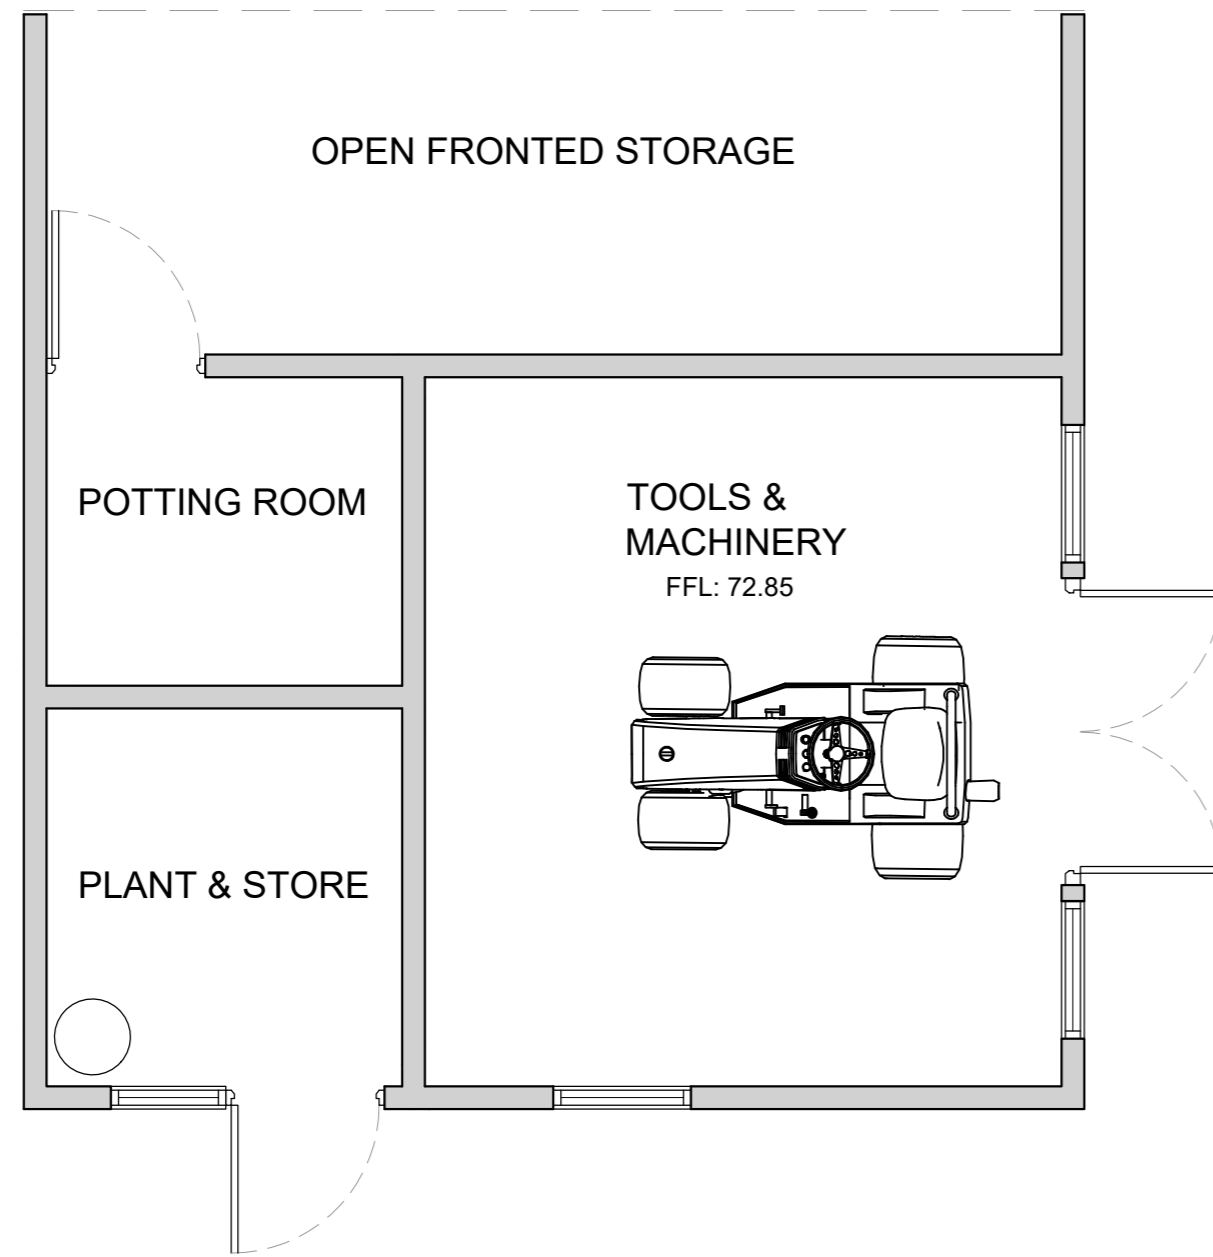 OPEN FRONTED STORAGE
POTTING ROOM
TOOLS &
MACHINERY
FFL: 72.85
PLANT & STORE